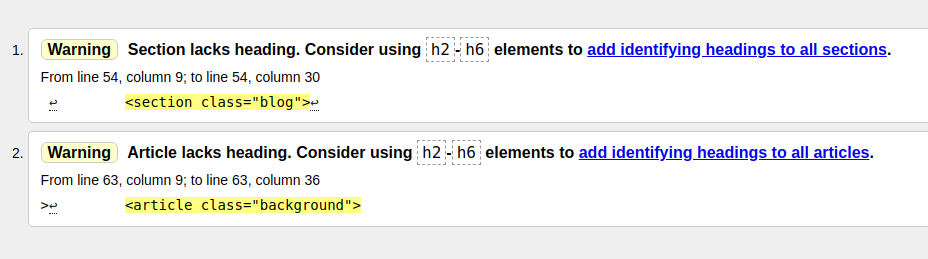 1. Warning Section lacks heading. Consider using h2-h6 elements to add identifying headings to all sections.
From line 54, column 9; to line 54, column 30
↩ <section class="blog">↩
2. Warning Article lacks heading. Consider using h2-h6 elements to add identifying headings to all articles.
From line 63, column 9; to line 63, column 36
>↩ <article class="background">